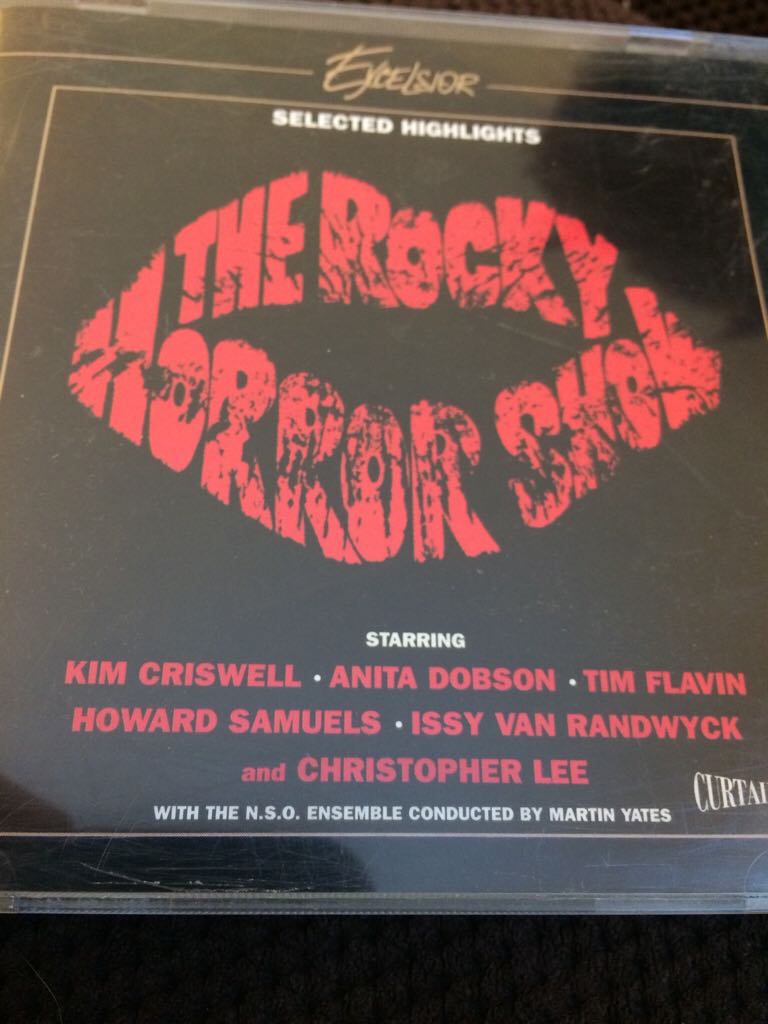 EXCELSIOR
SELECTED HIGHLIGHTS
THE ROCKY
HORROR SHOW
STARRING
KIM CRISWELL · ANITA DOBSON · TIM FLAVIN
HOWARD SAMUELS · ISSY VAN RANDWYCK
and CHRISTOPHER LEE
CURTAI
WITH THE N.S.O. ENSEMBLE CONDUCTED BY MARTIN YATES